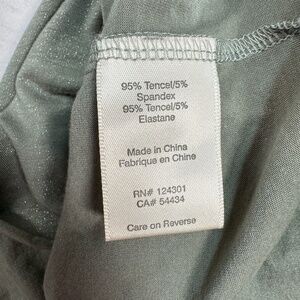 95% Tencel/5%
Spandex
95% Tencel/5%
Elastane
Made in China
Fabriqué en Chine
RN# 124301
CA# 54434
Care on Reverse